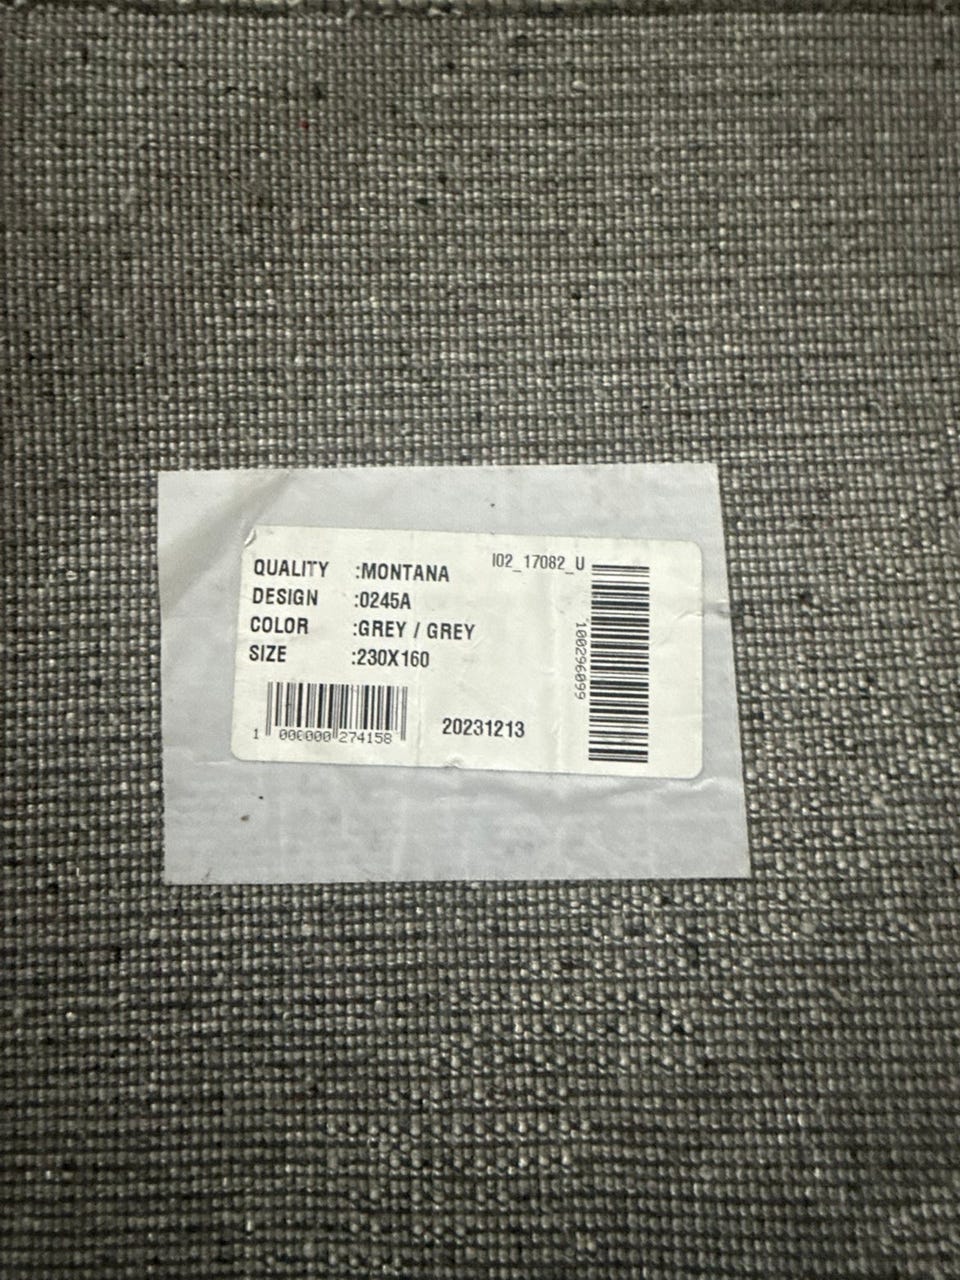 QUALITY :MONTANA
DESIGN :0245A
COLOR :GREY / GREY
SIZE :230X160
I02_17082_U
100296099
1 000000 274158
20231213